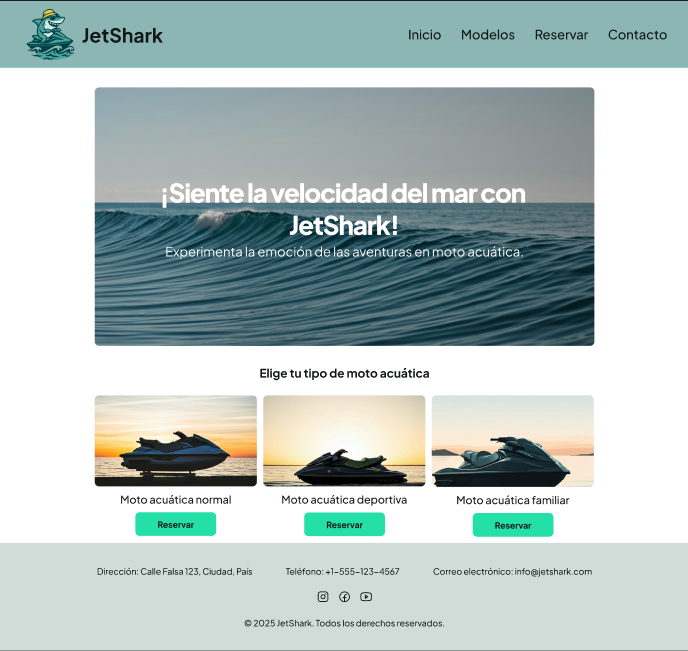 JetShark
Inicio Modelos Reservar Contacto
¡Siente la velocidad del mar con
JetShark!
Experimenta la emoción de las aventuras en moto acuática.
Elige tu tipo de moto acuática
Moto acuática normal
Reservar
Moto acuática deportiva
Reservar
Moto acuática familiar
Reservar
Dirección: Calle Falsa 123, Ciudad, Pais
Teléfono: +1-555-123-4567
Correo electrónico: info@jetshark.com
© 2025 JetShark. Todos los derechos reservados.